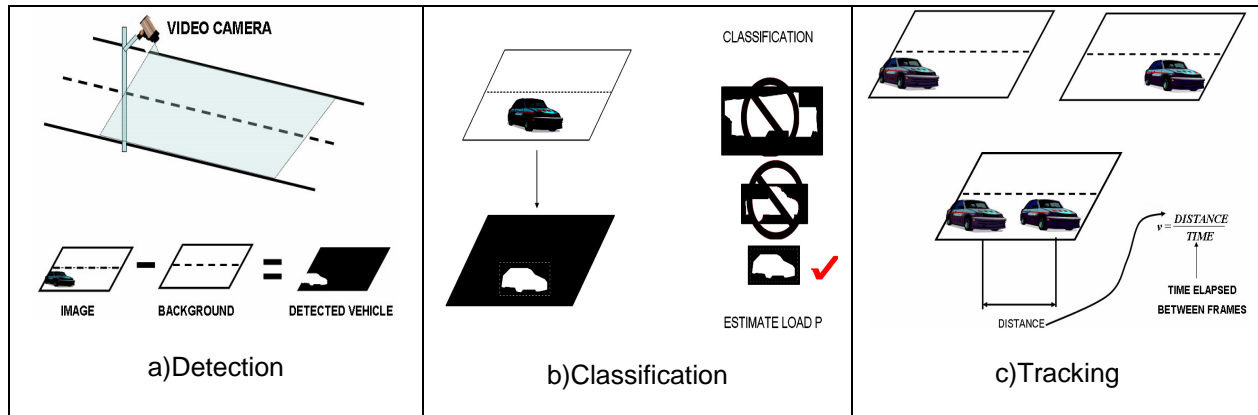 VIDEO CAMERA
IMAGE
BACKGROUND
DETECTED VEHICLE
a)Detection
CLASSIFICATION
ESTIMATE LOAD P
b)Classification
v = DISTANCE
TIME
TIME ELAPSED
BETWEEN FRAMES
DISTANCE
c)Tracking